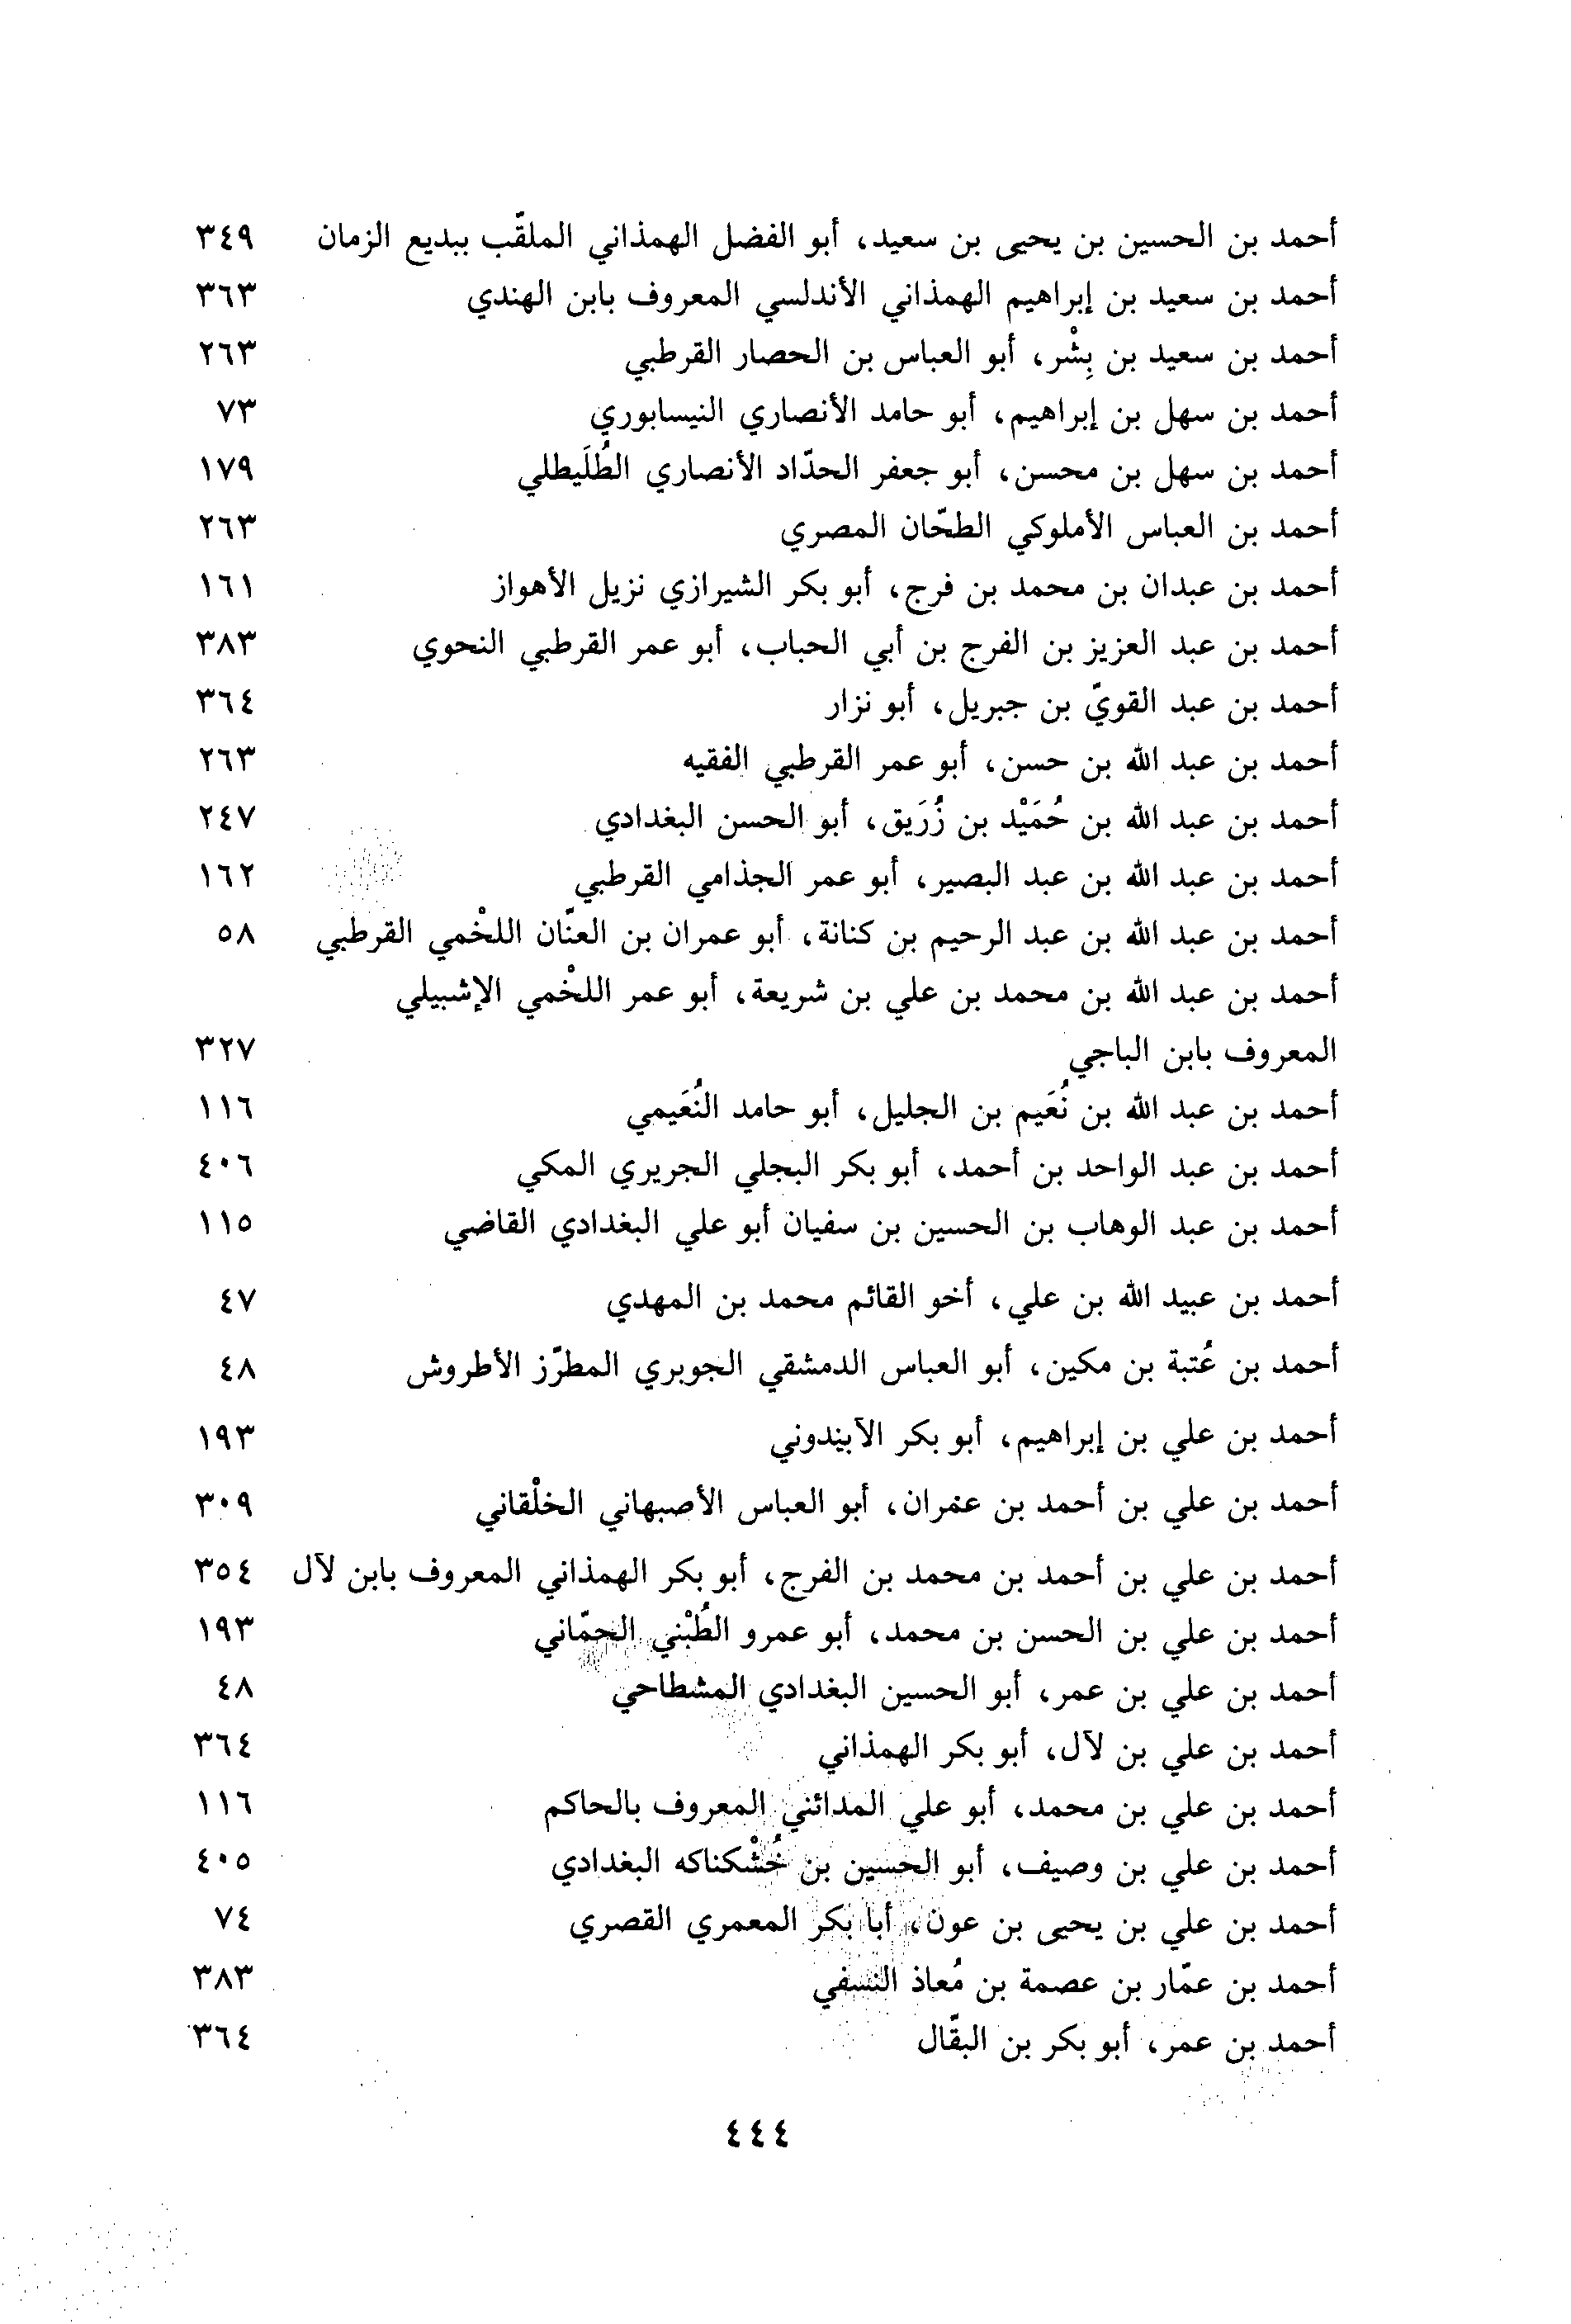 أحمد بن الحسين بن يحيى بن سعيد، أبو الفضل الهمذاني الملقّب ببديع الزمان ٣٤٩
أحمد بن سعيد بن إبراهيم الهمذاني الأندلسي المعروف بابن الهندي ٣٦٣
أحمد بن سعيد بن بِشْر، أبو العباس بن الحصار القرطبي ٢٦٣
أحمد بن سهل بن إبراهيم، أبو حامد الأنصاري النيسابوري ٧٣
أحمد بن سهل بن محسن، أبو جعفر الحدّاد الأنصاري الطُلَيطلي ١٧٩
أحمد بن العباس الأملوكي الطحّان المصري ٢٦٣
أحمد بن عبدان بن محمد بن فرج، أبو بكر الشيرازي نزيل الأهواز ١٦١
أحمد بن عبد العزيز بن الفرج بن أبي الحباب، أبو عمر القرطبي النحوي ٣٨٣
أحمد بن عبد القويّ بن جبريل، أبو نزار ٣٦٤
أحمد بن عبد الله بن حسن، أبو عمر القرطبي الفقيه ٢٦٣
أحمد بن عبد الله بن حُمَيْد بن زُرَيق، أبو الحسن البغدادي ٢٤٧
أحمد بن عبد الله بن عبد البصير، أبو عمر الجذامي القرطبي ١٦٢
أحمد بن عبد الله بن عبد الرحيم بن كنانة، أبو عمران بن العنّان اللخْمي القرطبي ٥٨
أحمد بن عبد الله بن محمد بن علي بن شريعة، أبو عمر اللخْمي الإشبيلي
المعروف بابن الباجي ٣٢٧
أحمد بن عبد الله بن نُعَيم بن الجليل، أبو حامد النُعَيمي ١١٦
أحمد بن عبد الواحد بن أحمد، أبو بكر البجلي الجريري المكي ٤٠٦
أحمد بن عبد الوهاب بن الحسين بن سفيان أبو علي البغدادي القاضي ١١٥
أحمد بن عبيد الله بن علي، أخو القائم محمد بن المهدي ٤٧
أحمد بن عُتبة بن مكين، أبو العباس الدمشقي الجوبري المطرّز الأطروش ٤٨
أحمد بن علي بن إبراهيم، أبو بكر الآبندوني ١٩٣
أحمد بن علي بن أحمد بن عمران، أبو العباس الأصبهاني الخلْقاني ٣٠٩
أحمد بن علي بن أحمد بن محمد بن الفرج، أبو بكر الهمذاني المعروف بابن لآل ٣٥٤
أحمد بن علي بن الحسن بن محمد، أبو عمرو الطُبْني الحمّاني ١٩٣
أحمد بن علي بن عمر، أبو الحسين البغدادي المشطاحي ٤٨
أحمد بن علي بن لآل، أبو بكر الهمذاني ٣٦٤
أحمد بن علي بن محمد، أبو علي المدائني المعروف بالحاكم ١١٦
أحمد بن علي بن وصيف، أبو الحسين بن خُشْكناكه البغدادي ٤٠٥
أحمد بن علي بن يحيى بن عون، أبا بكر المعمري القصري ٧٤
أحمد بن عمّار بن عصمة بن مُعاذ النسفي ٣٨٣
أحمد بن عمر، أبو بكر بن البقّال ٣٦٤
٤٤٤